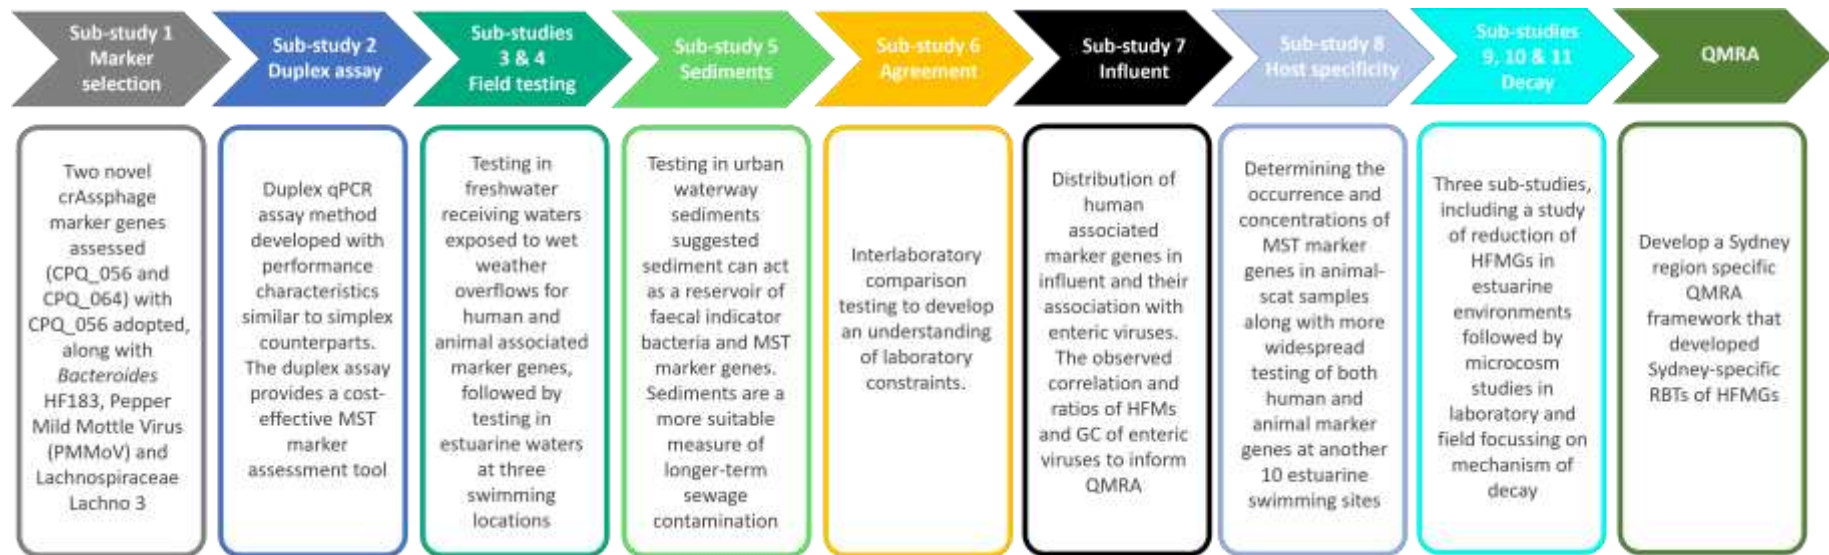 Sub-study 1
Marker
selection
Sub-study 2
Duplex assay
Sub-studies
3 & 4
Field testing
Sub-study 5
Sediments
Sub-study 6
Agreement
Sub-study 7
Influent
Sub-study 8
Host specificity
Sub-studies
9, 10 & 11
Decay
QMRA
Two novel
crAssphage
marker genes
assessed
(CPQ_056 and
CPQ_064) with
CPQ_056 adopted,
along with
Bacteroides
HF183, Pepper
Mild Mottle Virus
(PMMoV) and
Lachnospiraceae
Lachno 3
Duplex qPCR
assay method
developed with
performance
characteristics
similar to simplex
counterparts.
The duplex assay
provides a cost-
effective MST
marker
assessment tool
Testing in
freshwater
receiving waters
exposed to wet
weather
overflows for
human and
animal associated
marker genes,
followed by
testing in
estuarine waters
at three
swimming
locations
Testing in urban
waterway
sediments
suggested
sediment can act
as a reservoir of
faecal indicator
bacteria and MST
marker genes.
Sediments are a
more suitable
measure of
longer-term
sewage
contamination
Interlaboratory
comparison
testing to develop
an understanding
of laboratory
constraints.
Distribution of
human
associated
marker genes in
influent and their
association with
enteric viruses.
The observed
correlation and
ratios of HFMs
and GC of enteric
viruses to inform
QMRA
Determining the
occurrence and
concentrations of
MST marker
genes in animal-
scat samples
along with more
widespread
testing of both
human and
animal marker
genes at another
10 estuarine
swimming sites
Three sub-studies,
including a study
of reduction of
HFMGs in
estuarine
environments
followed by
microcosm
studies in
laboratory and
field focussing on
mechanism of
decay
Develop a Sydney
region specific
QMRA
framework that
developed
Sydney-specific
RBTs of HFMGs